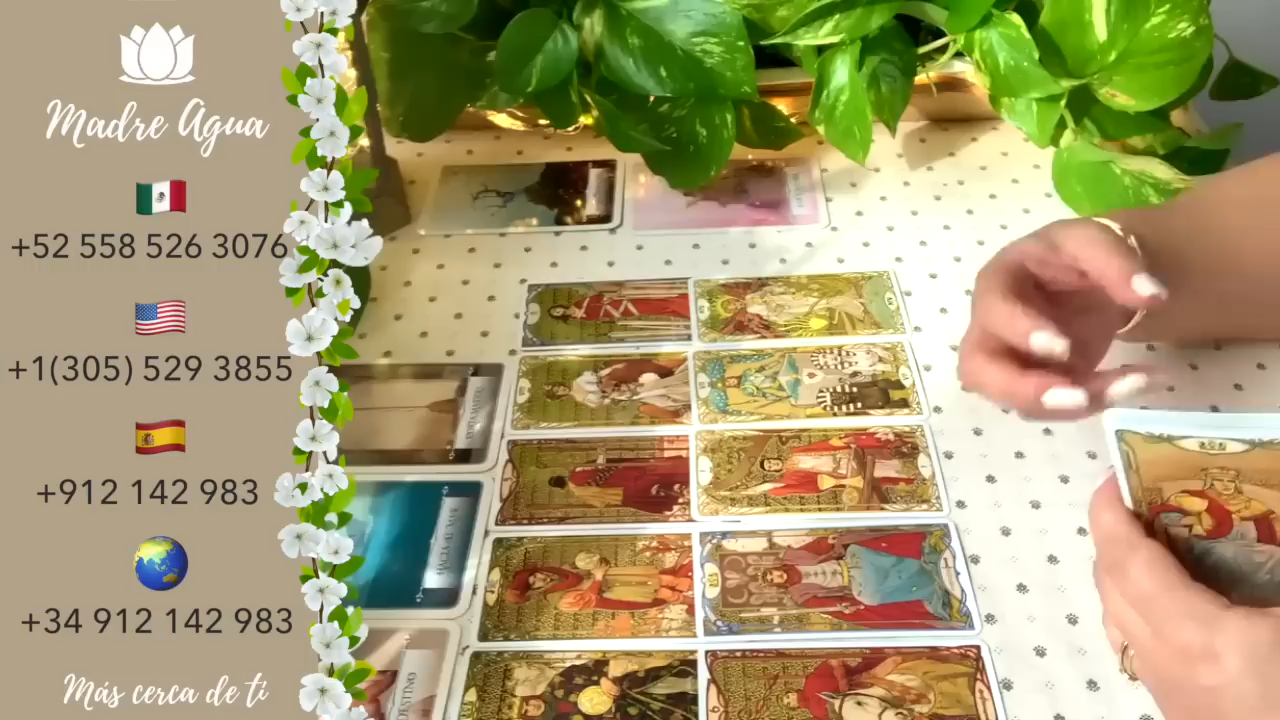 Madre Agua
+52 558 526 3076
+1(305) 529 3855
+912 142 983
+34 912 142 983
Más cerca de ti
DESTINO